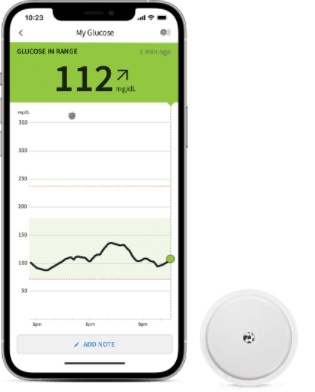 10:23
My Glucose
GLUCOSE IN RANGE 1 min ago
112
mg/dL
mg/dL
350
300
250
200
150
100
50
3pm 6pm 9pm
ADD NOTE